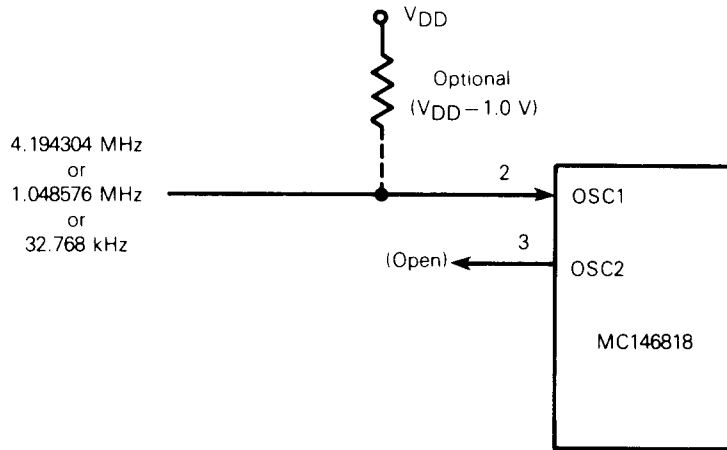 VDD
Optional
(VDD – 1.0 V)
4.194304 MHz
or
1.048576 MHz
or
32.768 kHz
2
OSC1
3
(Open)
OSC2
MC146818